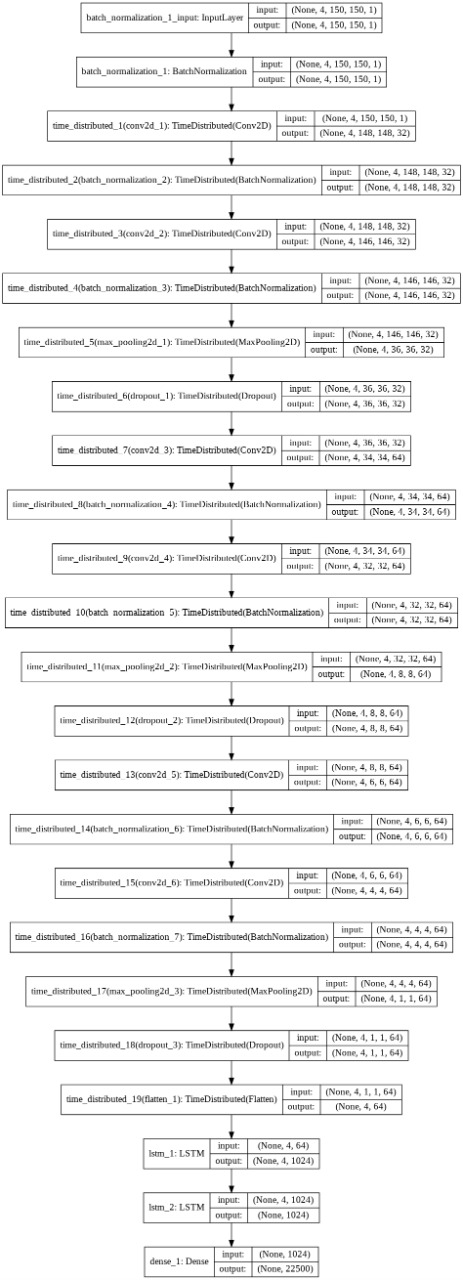 batch_normalization_1_input: InputLayer
input: (None, 4, 150, 150, 1)
output: (None, 4, 150, 150, 1)
batch_normalization_1: BatchNormalization
input: (None, 4, 150, 150, 1)
output: (None, 4, 150, 150, 1)
time_distributed_1(conv2d_1): TimeDistributed(Conv2D)
input: (None, 4, 150, 150, 1)
output: (None, 4, 148, 148, 32)
time_distributed_2(batch_normalization_2): TimeDistributed(BatchNormalization)
input: (None, 4, 148, 148, 32)
output: (None, 4, 148, 148, 32)
time_distributed_3(conv2d_2): TimeDistributed(Conv2D)
input: (None, 4, 148, 148, 32)
output: (None, 4, 146, 146, 32)
time_distributed_4(batch_normalization_3): TimeDistributed(BatchNormalization)
input: (None, 4, 146, 146, 32)
output: (None, 4, 146, 146, 32)
time_distributed_5(max_pooling2d_1): TimeDistributed(MaxPooling2D)
input: (None, 4, 146, 146, 32)
output: (None, 4, 36, 36, 32)
time_distributed_6(dropout_1): TimeDistributed(Dropout)
input: (None, 4, 36, 36, 32)
output: (None, 4, 36, 36, 32)
time_distributed_7(conv2d_3): TimeDistributed(Conv2D)
input: (None, 4, 36, 36, 32)
output: (None, 4, 34, 34, 64)
time_distributed_8(batch_normalization_4): TimeDistributed(BatchNormalization)
input: (None, 4, 34, 34, 64)
output: (None, 4, 34, 34, 64)
time_distributed_9(conv2d_4): TimeDistributed(Conv2D)
input: (None, 4, 34, 34, 64)
output: (None, 4, 32, 32, 64)
time_distributed_10(batch_normalization_5): TimeDistributed(BatchNormalization)
input: (None, 4, 32, 32, 64)
output: (None, 4, 32, 32, 64)
time_distributed_11(max_pooling2d_2): TimeDistributed(MaxPooling2D)
input: (None, 4, 32, 32, 64)
output: (None, 4, 8, 8, 64)
time_distributed_12(dropout_2): TimeDistributed(Dropout)
input: (None, 4, 8, 8, 64)
output: (None, 4, 8, 8, 64)
time_distributed_13(conv2d_5): TimeDistributed(Conv2D)
input: (None, 4, 8, 8, 64)
output: (None, 4, 6, 6, 64)
time_distributed_14(batch_normalization_6): TimeDistributed(BatchNormalization)
input: (None, 4, 6, 6, 64)
output: (None, 4, 6, 6, 64)
time_distributed_15(conv2d_6): TimeDistributed(Conv2D)
input: (None, 4, 6, 6, 64)
output: (None, 4, 4, 4, 64)
time_distributed_16(batch_normalization_7): TimeDistributed(BatchNormalization)
input: (None, 4, 4, 4, 64)
output: (None, 4, 4, 4, 64)
time_distributed_17(max_pooling2d_3): TimeDistributed(MaxPooling2D)
input: (None, 4, 4, 4, 64)
output: (None, 4, 1, 1, 64)
time_distributed_18(dropout_3): TimeDistributed(Dropout)
input: (None, 4, 1, 1, 64)
output: (None, 4, 1, 1, 64)
time_distributed_19(flatten_1): TimeDistributed(Flatten)
input: (None, 4, 1, 1, 64)
output: (None, 4, 64)
lstm_1: LSTM
input: (None, 4, 64)
output: (None, 4, 1024)
lstm_2: LSTM
input: (None, 4, 1024)
output: (None, 1024)
dense_1: Dense
input: (None, 1024)
output: (None, 22500)